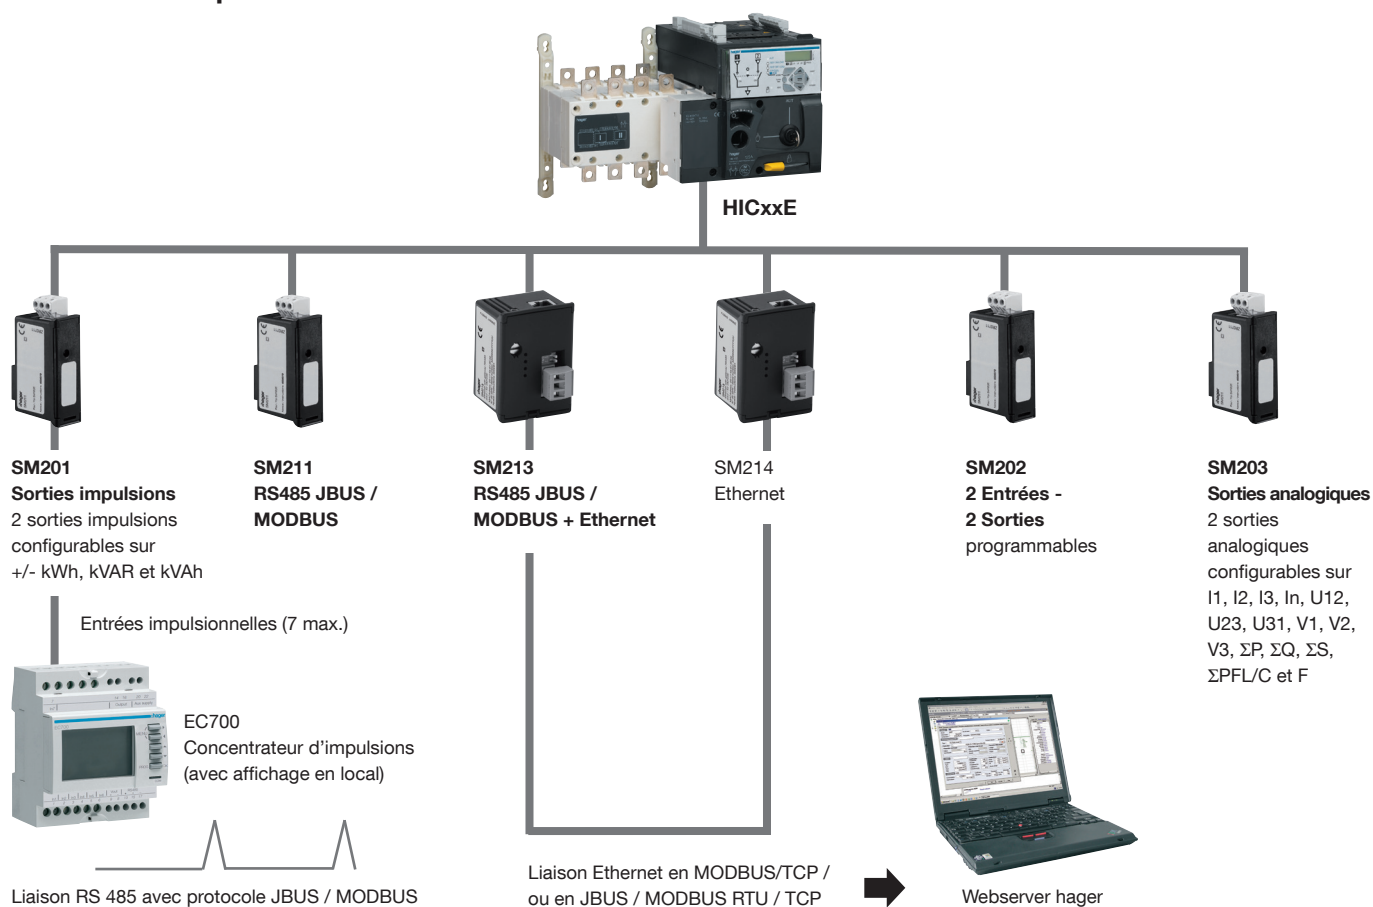 HICxxE
SM201
Sorties impulsions
2 sorties impulsions
configurables sur
+/- kWh, kVAR et kVAh
SM211
RS485 JBUS /
MODBUS
SM213
RS485 JBUS /
MODBUS + Ethernet
SM214
Ethernet
SM202
2 Entrées -
2 Sorties
programmables
SM203
Sorties analogiques
2 sorties
analogiques
configurables sur
I1, I2, I3, In, U12,
U23, U31, V1, V2,
V3, ΣP, ΣQ, ΣS,
ΣPFL/C et F
Entrées impulsionnelles (7 max.)
:hager
EC700
EC700
Concentrateur d'impulsions
(avec affichage en local)
Liaison RS 485 avec protocole JBUS / MODBUS
Liaison Ethernet en MODBUS/TCP /
ou en JBUS / MODBUS RTU / TCP
Webserver hager